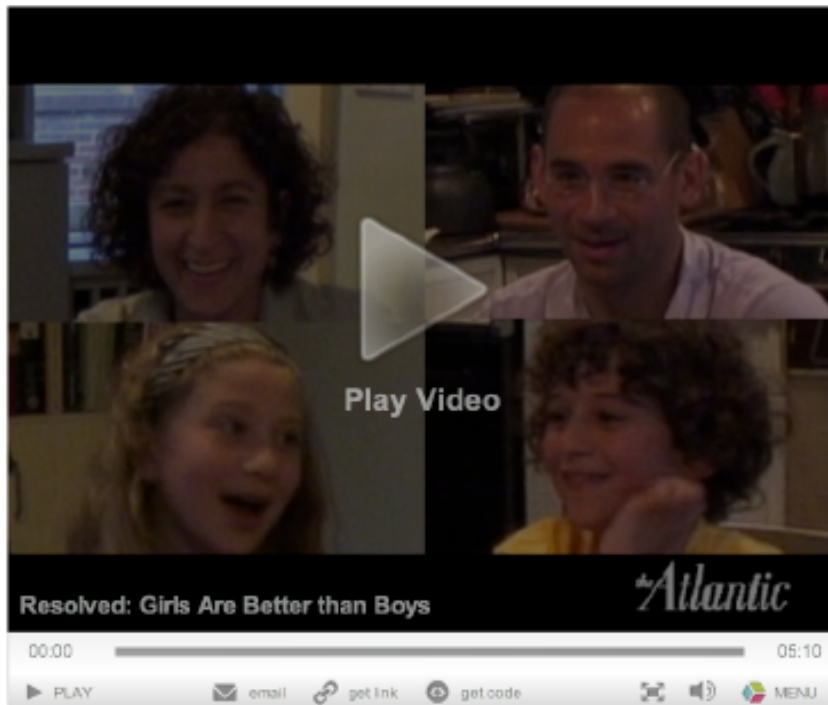 Play Video
Resolved: Girls Are Better than Boys
the Atlantic
00:00 05:10
PLAY email get link get code MENU